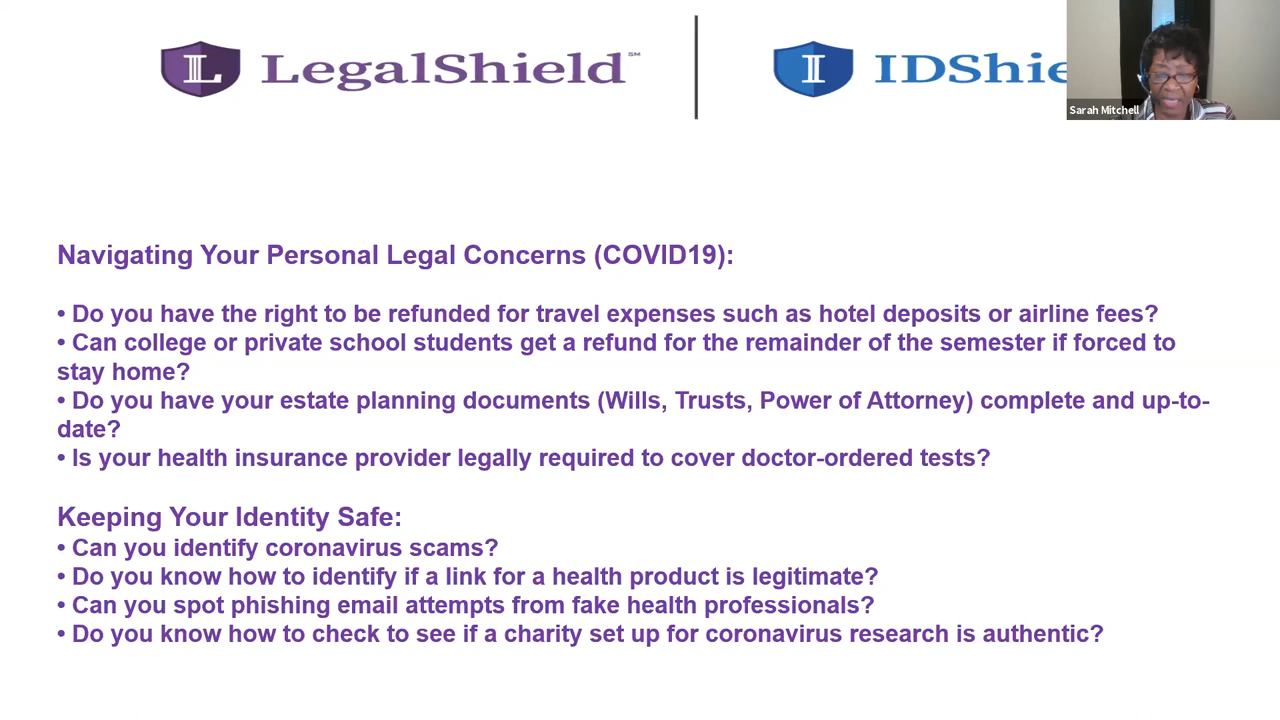 L LegalShield℠
I IDShie
Sarah Mitchell
Navigating Your Personal Legal Concerns (COVID19):
• Do you have the right to be refunded for travel expenses such as hotel deposits or airline fees?
• Can college or private school students get a refund for the remainder of the semester if forced to
stay home?
• Do you have your estate planning documents (Wills, Trusts, Power of Attorney) complete and up-to-
date?
• Is your health insurance provider legally required to cover doctor-ordered tests?
Keeping Your Identity Safe:
• Can you identify coronavirus scams?
• Do you know how to identify if a link for a health product is legitimate?
• Can you spot phishing email attempts from fake health professionals?
• Do you know how to check to see if a charity set up for coronavirus research is authentic?